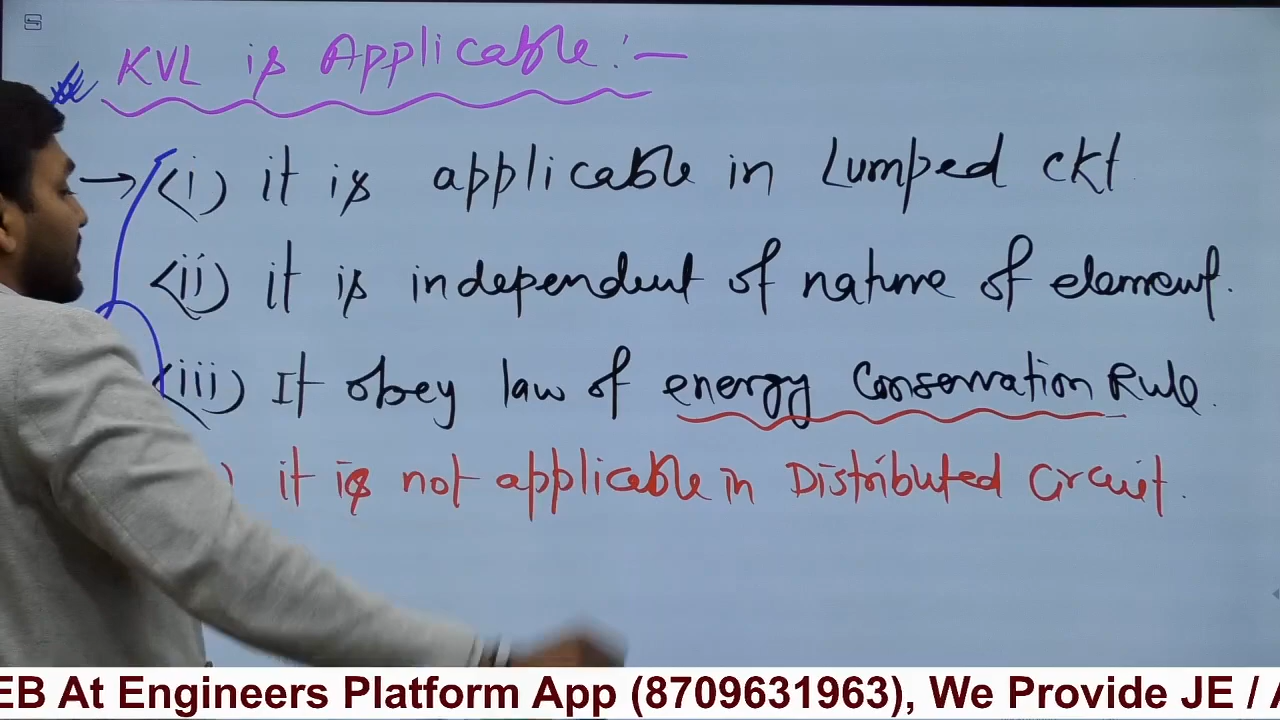 KVL is Applicable :-
→ (i) it is applicable in Lumped ckt
(ii) it is independent of nature of element.
(iii) It obey law of energy Conservation Rule.
) it is not applicable in Distributed Circuit.
EB At Engineers Platform App (8709631963), We Provide JE / A